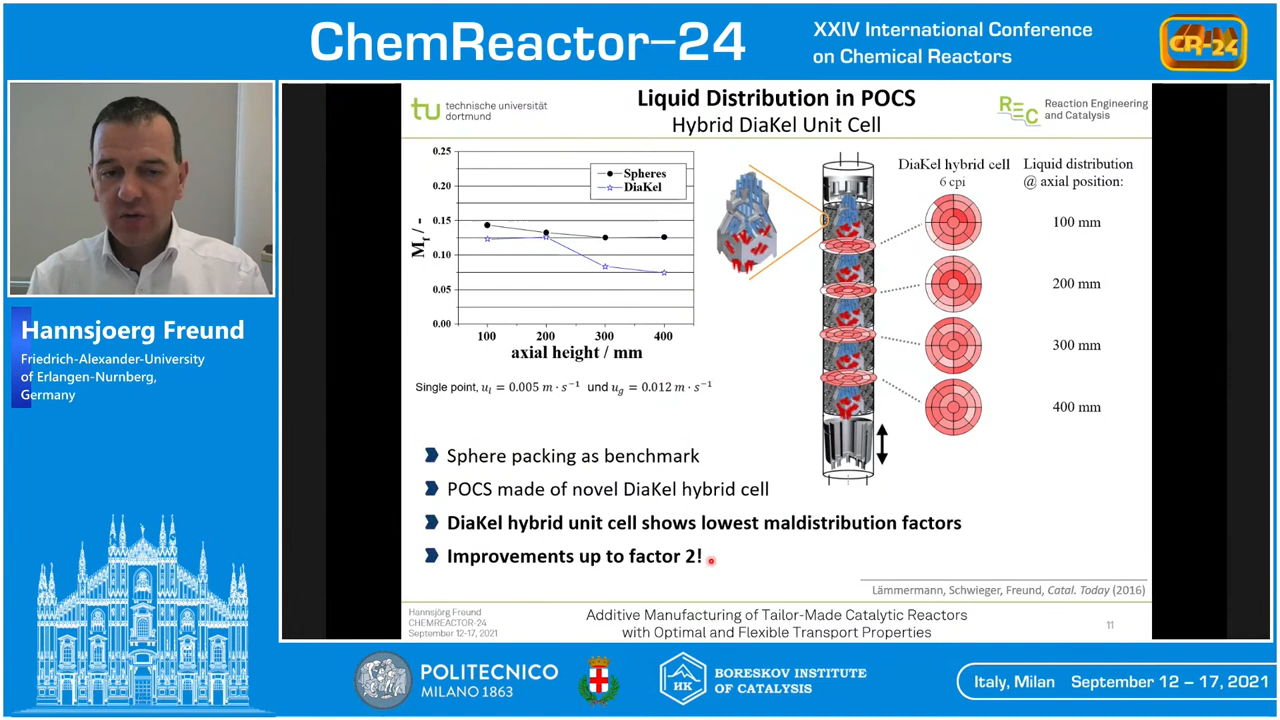 ChemReactor–24
XXIV International Conference
on Chemical Reactors
CR-24
tu technische universität
dortmund
Liquid Distribution in POCS
Hybrid DiaKel Unit Cell
REC Reaction Engineering
and Catalysis
0.25
0.20
0.15
0.10
0.05
0.00
M_f / -
Spheres
DiaKel
100 200 300 400
axial height / mm
Single point, u_l = 0.005 m · s⁻¹ und u_g = 0.012 m · s⁻¹
DiaKel hybrid cell
6 cpi
Liquid distribution
@ axial position:
100 mm
200 mm
300 mm
400 mm
Sphere packing as benchmark
POCS made of novel DiaKel hybrid cell
DiaKel hybrid unit cell shows lowest maldistribution factors
Improvements up to factor 2!
Lämmermann, Schwieger, Freund, Catal. Today (2016)
Hannsjörg Freund
CHEMREACTOR-24
September 12-17, 2021
Additive Manufacturing of Tailor-Made Catalytic Reactors
with Optimal and Flexible Transport Properties
11
Hannsjoerg Freund
Friedrich-Alexander-University
of Erlangen-Nurnberg,
Germany
POLITECNICO
MILANO 1863
НК
BORESKOV INSTITUTE
OF CATALYSIS
Italy, Milan September 12 – 17, 2021